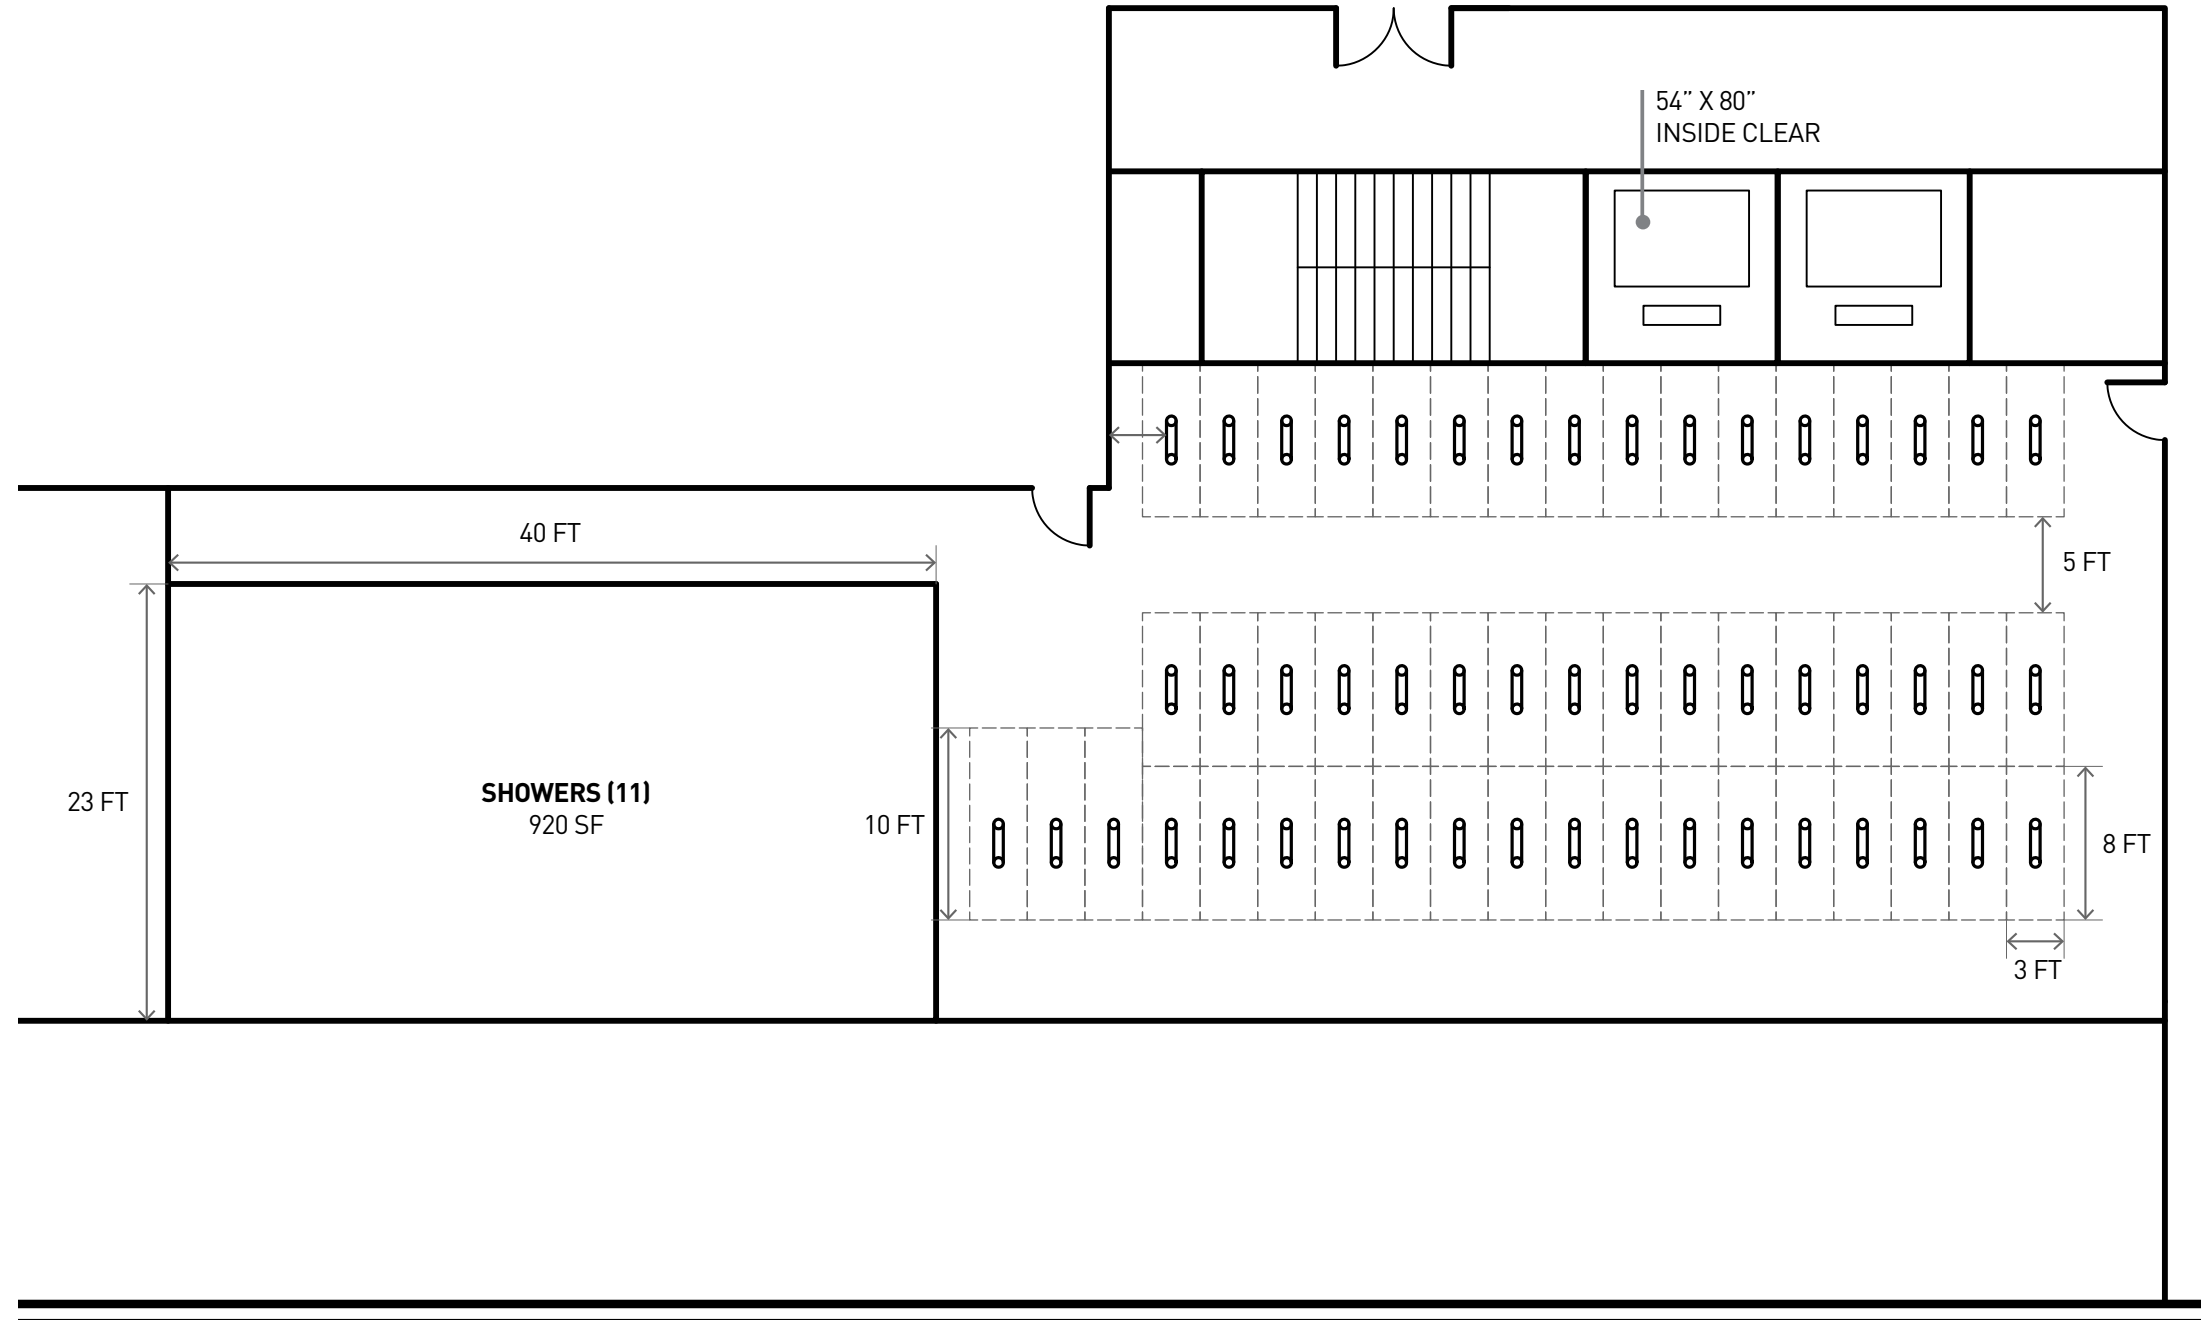 54” X 80”
INSIDE CLEAR
40 FT
5 FT
23 FT
SHOWERS (11)
920 SF
10 FT
8 FT
3 FT